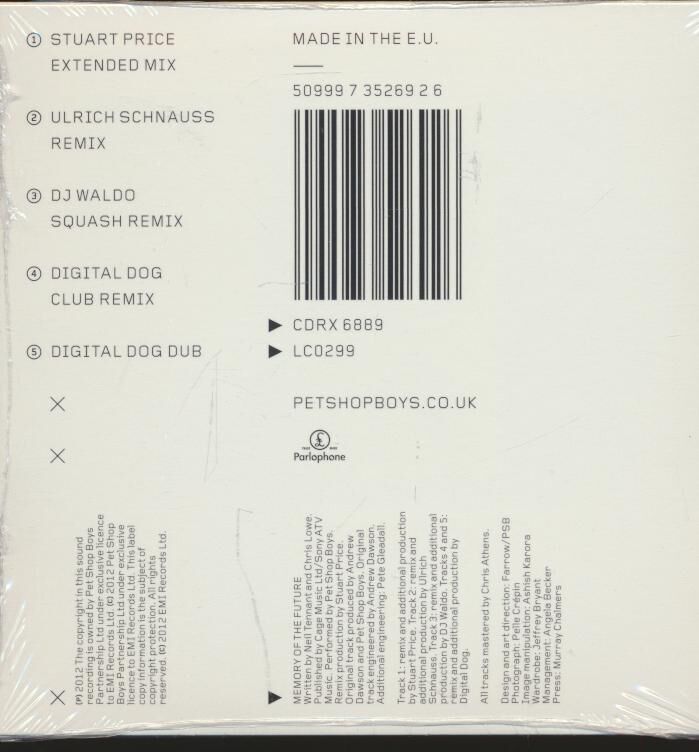 1 STUART PRICE
EXTENDED MIX
2 ULRICH SCHNAUSS
REMIX
3 DJ WALDO
SQUASH REMIX
4 DIGITAL DOG
CLUB REMIX
5 DIGITAL DOG DUB
MADE IN THE E.U.
50999 7 35269 2 6
CDRX 6889
LC0299
PETSHOPBOYS.CO.UK
£
TRADE MARK
Parlophone
(P) 2012 The copyright in this sound
recording is owned by Pet Shop Boys
Partnership Ltd under exclusive licence
to EMI Records Ltd. (C) 2012 Pet Shop
Boys Partnership Ltd under exclusive
licence to EMI Records Ltd. This label
copy information is the subject of
copyright protection. All rights
reserved. (C) 2012 EMI Records Ltd.
MEMORY OF THE FUTURE
Written by Neil Tennant and Chris Lowe.
Published by Cage Music Ltd/Sony ATV
Music. Performed by Pet Shop Boys.
Remix production by Stuart Price.
Original track produced by Andrew
Dawson and Pet Shop Boys. Original
track engineered by Andrew Dawson.
Additional engineering: Pete Gleadall.
Track 1: remix and additional production
by Stuart Price. Track 2: remix and
additional production by Ulrich
Schnauss. Track 3: remix and additional
production by DJ Waldo. Tracks 4 and 5:
remix and additional production by
Digital Dog.
All tracks mastered by Chris Athens.
Design and art direction: Farrow/PSB
Photograph: Pelle Crépin
Image manipulation: Ashish Karora
Wardrobe: Jeffrey Bryant
Management: Angela Becker
Press: Murray Chalmers